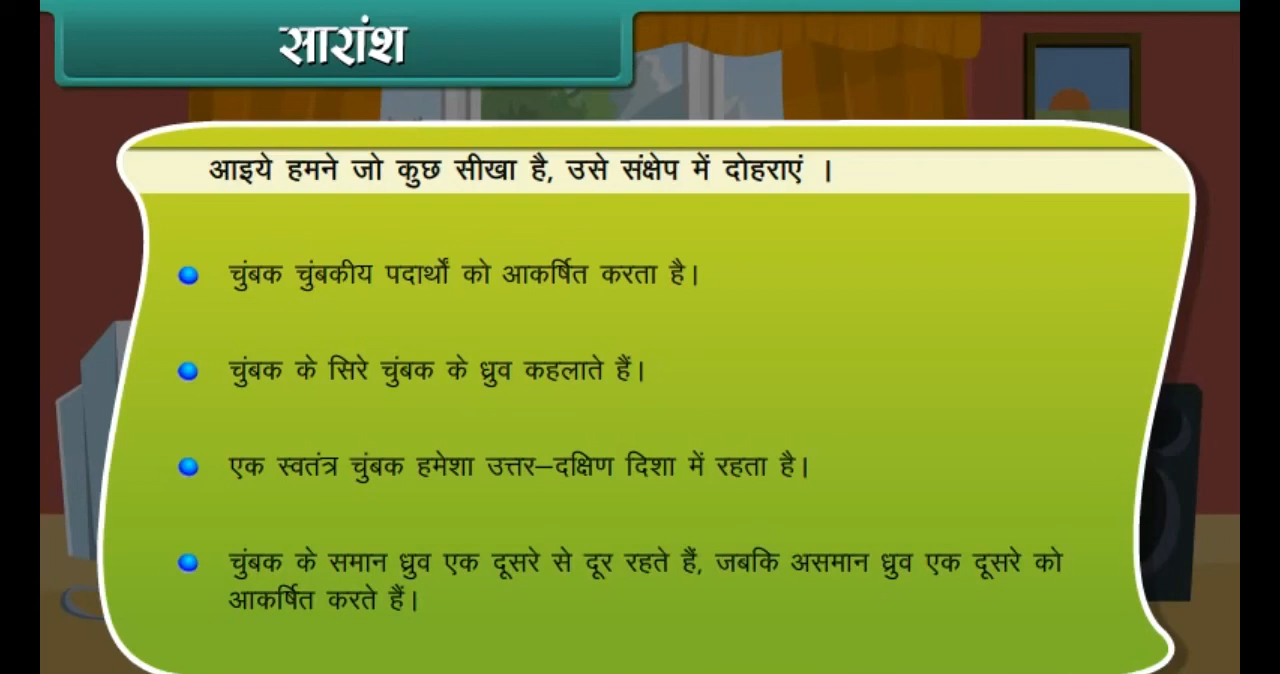 सारांश
आइये हमने जो कुछ सीखा है, उसे संक्षेप में दोहराएं ।
चुंबक चुंबकीय पदार्थों को आकर्षित करता है।
चुंबक के सिरे चुंबक के ध्रुव कहलाते हैं।
एक स्वतंत्र चुंबक हमेशा उत्तर–दक्षिण दिशा में रहता है।
चुंबक के समान ध्रुव एक दूसरे से दूर रहते हैं, जबकि असमान ध्रुव एक दूसरे को
आकर्षित करते हैं।